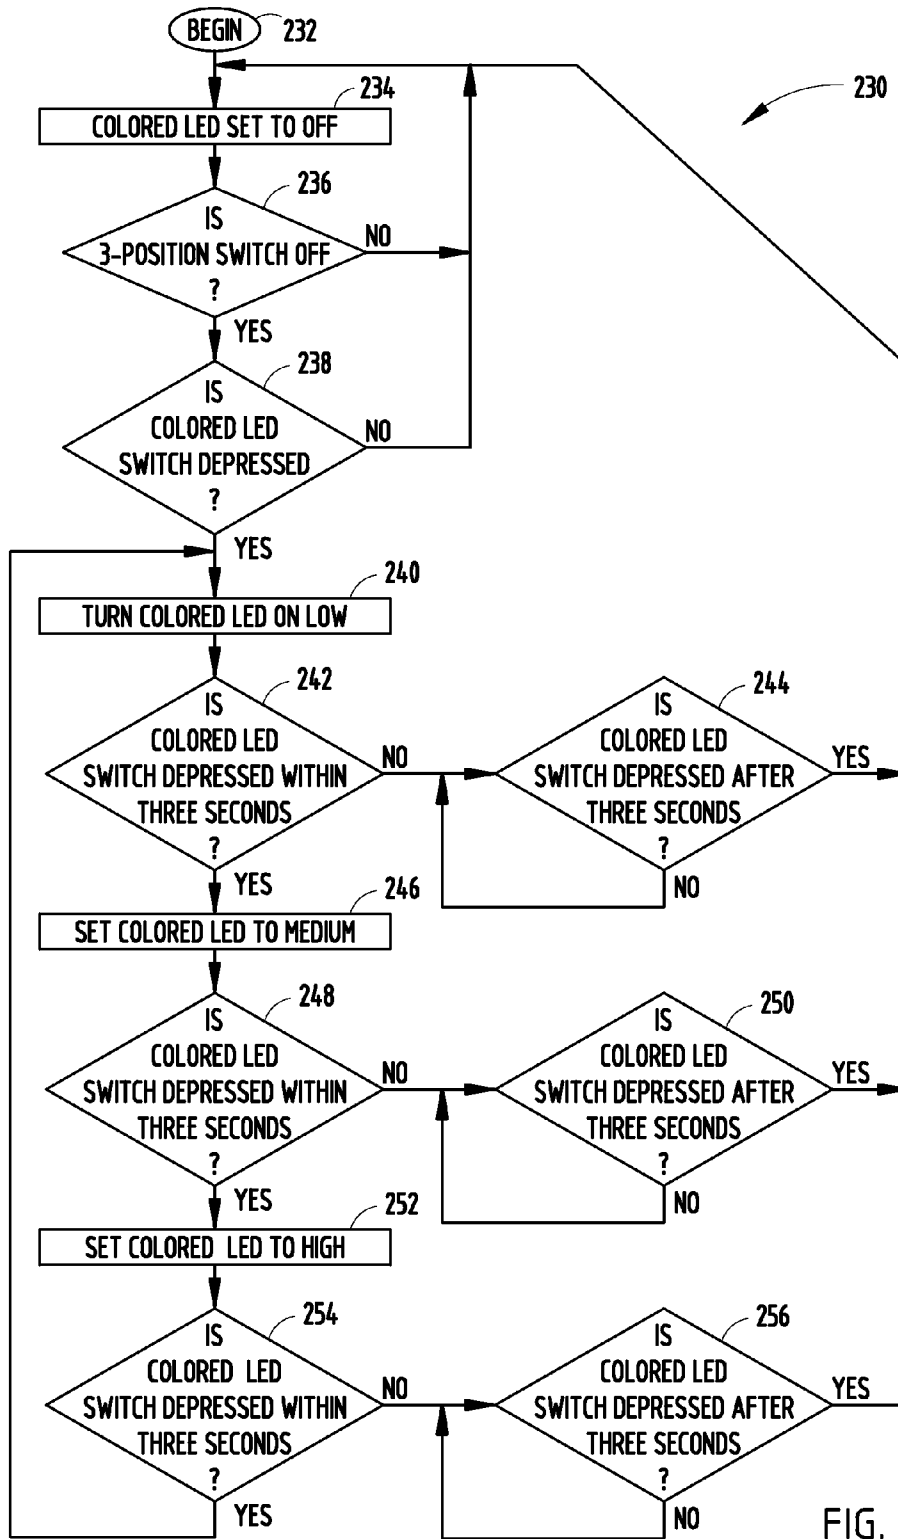 BEGIN 232
234
230
COLORED LED SET TO OFF
236
IS
3-POSITION SWITCH OFF
?
NO
YES
238
IS
COLORED LED
SWITCH DEPRESSED
?
NO
YES
240
TURN COLORED LED ON LOW
242
IS
COLORED LED
SWITCH DEPRESSED WITHIN
THREE SECONDS
?
NO
YES
244
IS
COLORED LED
SWITCH DEPRESSED AFTER
THREE SECONDS
?
YES
NO
246
SET COLORED LED TO MEDIUM
248
IS
COLORED LED
SWITCH DEPRESSED WITHIN
THREE SECONDS
?
NO
YES
250
IS
COLORED LED
SWITCH DEPRESSED AFTER
THREE SECONDS
?
YES
NO
252
SET COLORED LED TO HIGH
254
IS
COLORED LED
SWITCH DEPRESSED WITHIN
THREE SECONDS
?
NO
YES
256
IS
COLORED LED
SWITCH DEPRESSED AFTER
THREE SECONDS
?
YES
NO
FIG.